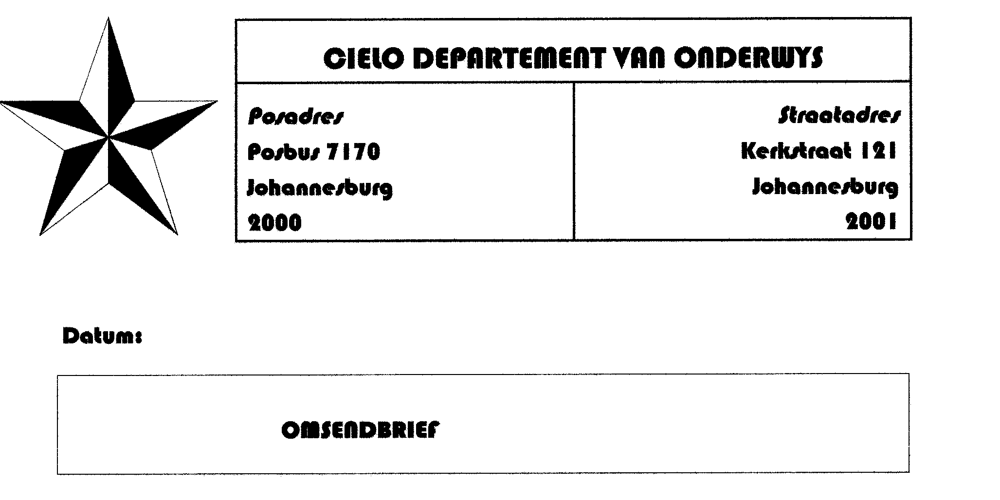 CIELO DEPARTEMENT VAN ONDERWYS
Posadres
Posbus 7170
Johannesburg
2000
Straatadres
Kerkstraat 121
Johannesburg
2001
Datum:
OMSENDBRIEF